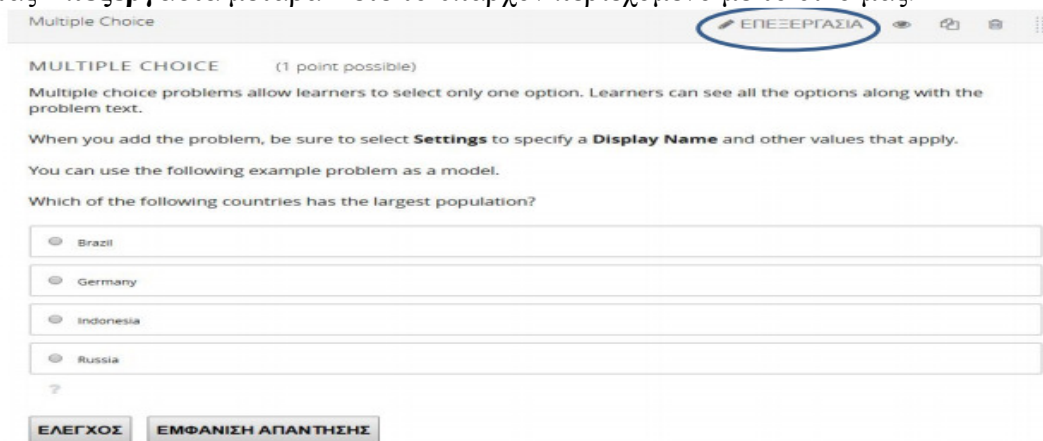 Multiple Choice
ΕΠΕΞΕΡΓΑΣΙΑ
MULTIPLE CHOICE (1 point possible)
Multiple choice problems allow learners to select only one option. Learners can see all the options along with the
problem text.
When you add the problem, be sure to select Settings to specify a Display Name and other values that apply.
You can use the following example problem as a model.
Which of the following countries has the largest population?
Brazil
Germany
Indonesia
Russia
?
ΕΛΕΓΧΟΣ ΕΜΦΑΝΙΣΗ ΑΠΑΝΤΗΣΗΣ